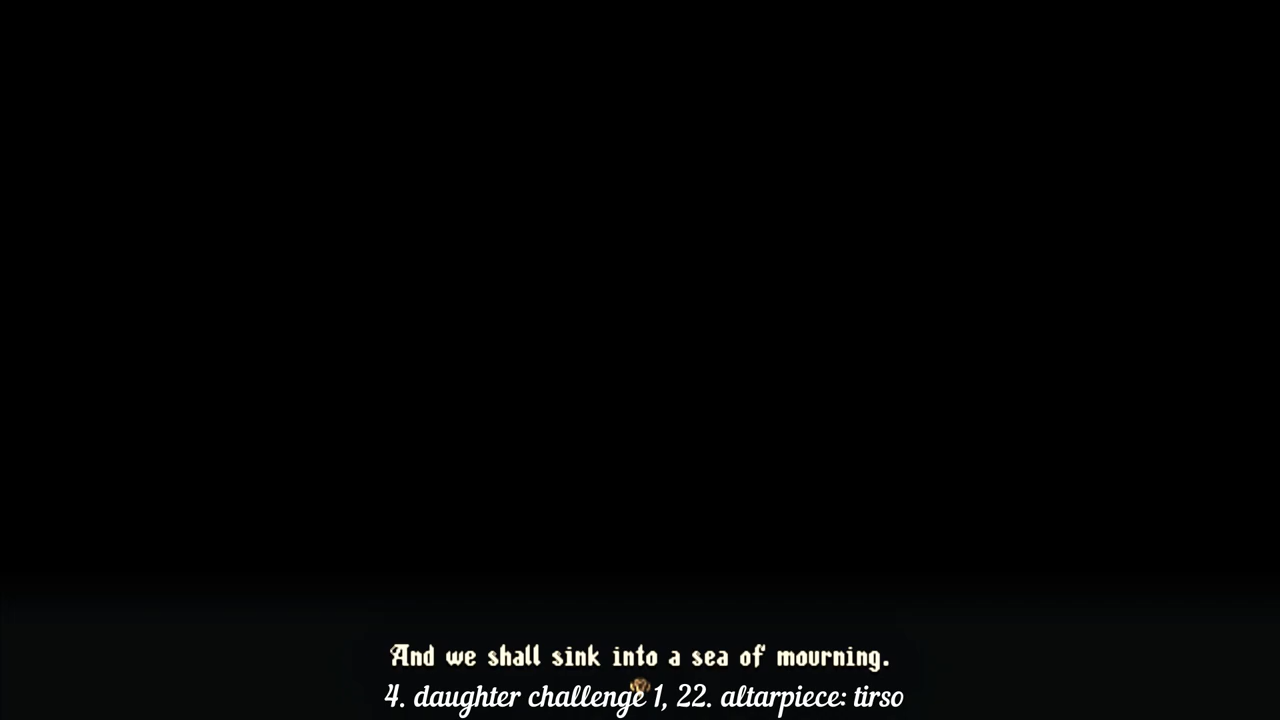 And we shall sink into a sea of mourning.
4. daughter challenge 1, 22. altarpiece: tirso